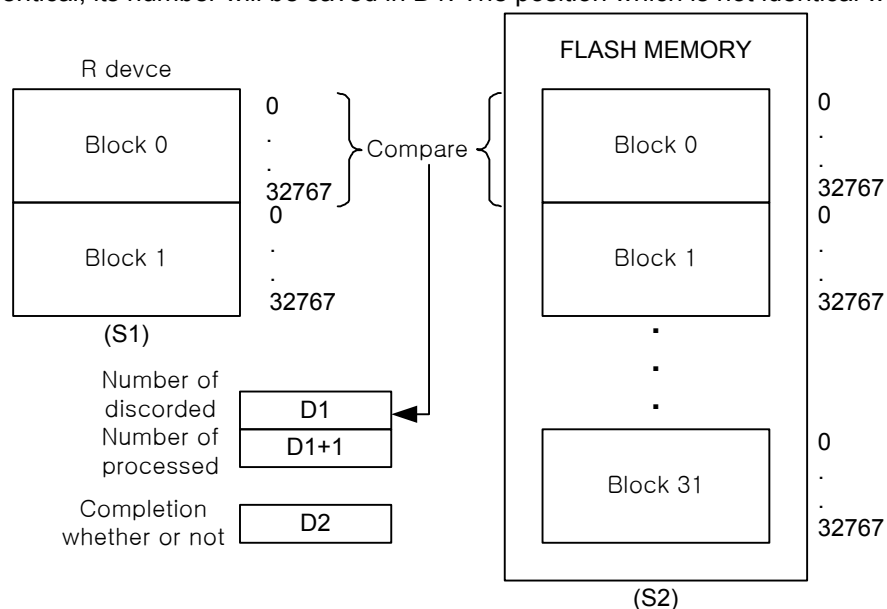 entical, its number will be saved in D1. The position which is not identical w
FLASH MEMORY
R devce
Block 0
0
.
.
32767
Compare
Block 0
0
.
.
32767
Block 1
0
.
.
32767
Block 1
0
.
.
32767
(S1)
.
.
.
Number of
discorded
D1
Number of
processed
D1+1
Completion
whether or not
D2
Block 31
0
.
.
32767
(S2)